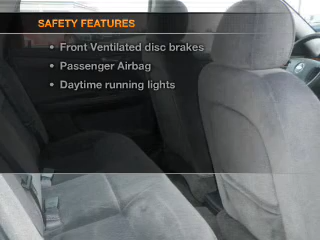 SAFETY FEATURES
• Front Ventilated disc brakes
• Passenger Airbag
• Daytime running lights